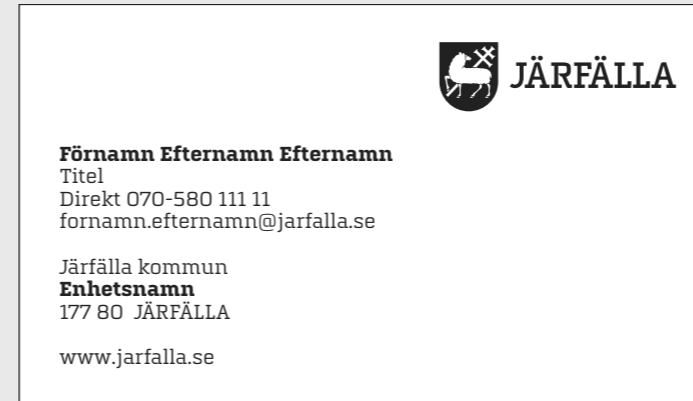 JÄRFÄLLA
Förnamn Efternamn Efternamn
Titel
Direkt 070-580 111 11
fornamn.efternamn@jarfalla.se
Järfälla kommun
Enhetsnamn
177 80 JÄRFÄLLA
www.jarfalla.se